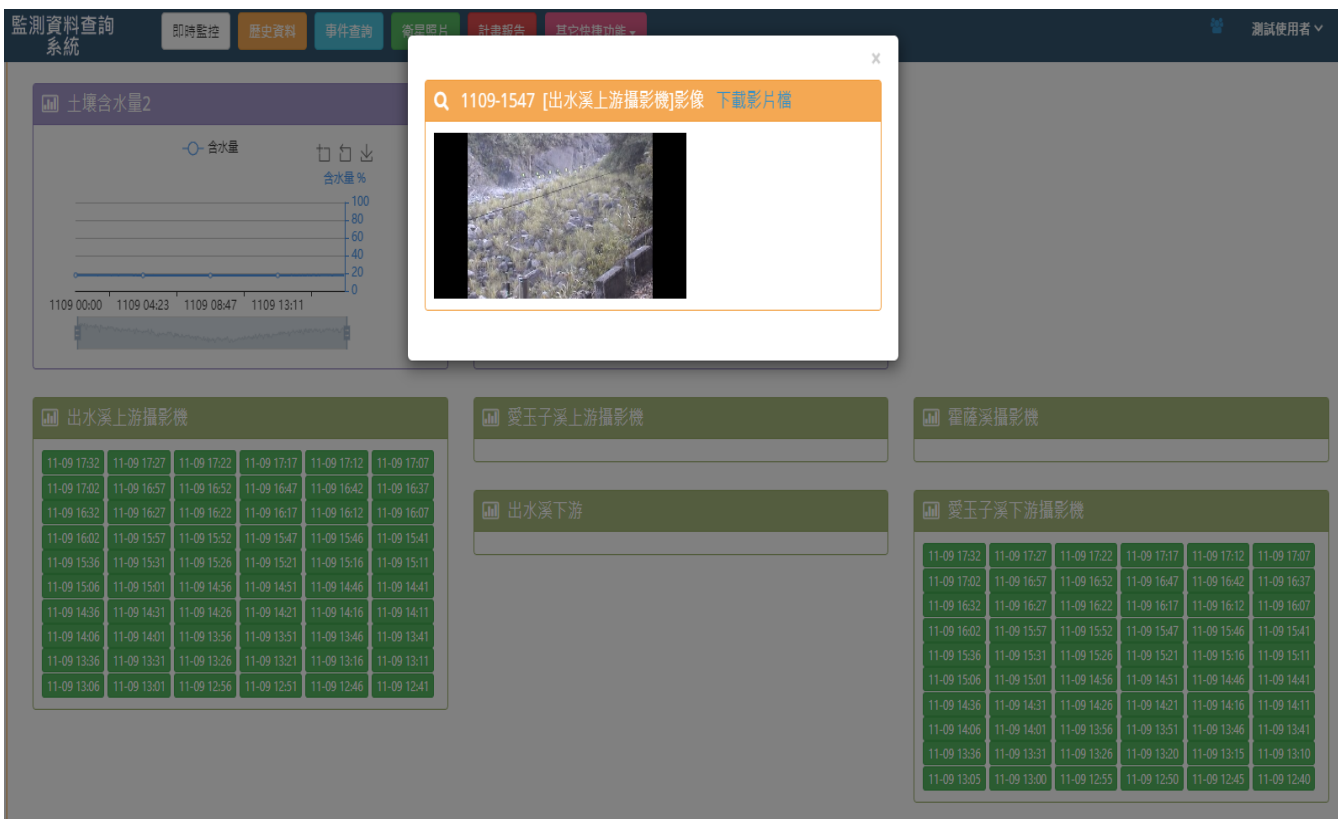 監測資料查詢
系統
即時監控
歷史資料
事件查詢
衛星照片
計畫報告
其它快捷功能
測試使用者
×
1109-1547 [出水溪上游攝影機]影像 下載影片檔
土壤含水量2
含水量
含水量 %
100
80
60
40
20
0
1109 00:00 1109 04:23 1109 08:47 1109 13:11
出水溪上游攝影機
11-09 17:32 11-09 17:27 11-09 17:22 11-09 17:17 11-09 17:12 11-09 17:07
11-09 17:02 11-09 16:57 11-09 16:52 11-09 16:47 11-09 16:42 11-09 16:37
11-09 16:32 11-09 16:27 11-09 16:22 11-09 16:17 11-09 16:12 11-09 16:07
11-09 16:02 11-09 15:57 11-09 15:52 11-09 15:47 11-09 15:46 11-09 15:41
11-09 15:36 11-09 15:31 11-09 15:26 11-09 15:21 11-09 15:16 11-09 15:11
11-09 15:06 11-09 15:01 11-09 14:56 11-09 14:51 11-09 14:46 11-09 14:41
11-09 14:36 11-09 14:31 11-09 14:26 11-09 14:21 11-09 14:16 11-09 14:11
11-09 14:06 11-09 14:01 11-09 13:56 11-09 13:51 11-09 13:46 11-09 13:41
11-09 13:36 11-09 13:31 11-09 13:26 11-09 13:21 11-09 13:16 11-09 13:11
11-09 13:06 11-09 13:01 11-09 12:56 11-09 12:51 11-09 12:46 11-09 12:41
愛玉子溪上游攝影機
出水溪下游
霍薩溪攝影機
愛玉子溪下游攝影機
11-09 17:32 11-09 17:27 11-09 17:22 11-09 17:17 11-09 17:12 11-09 17:07
11-09 17:02 11-09 16:57 11-09 16:52 11-09 16:47 11-09 16:42 11-09 16:37
11-09 16:32 11-09 16:27 11-09 16:22 11-09 16:17 11-09 16:12 11-09 16:07
11-09 16:02 11-09 15:57 11-09 15:52 11-09 15:47 11-09 15:46 11-09 15:41
11-09 15:36 11-09 15:31 11-09 15:26 11-09 15:21 11-09 15:16 11-09 15:11
11-09 15:06 11-09 15:01 11-09 14:56 11-09 14:51 11-09 14:46 11-09 14:41
11-09 14:36 11-09 14:31 11-09 14:26 11-09 14:21 11-09 14:16 11-09 14:11
11-09 14:06 11-09 14:01 11-09 13:56 11-09 13:51 11-09 13:46 11-09 13:41
11-09 13:36 11-09 13:31 11-09 13:26 11-09 13:20 11-09 13:15 11-09 13:10
11-09 13:05 11-09 13:00 11-09 12:55 11-09 12:50 11-09 12:45 11-09 12:40